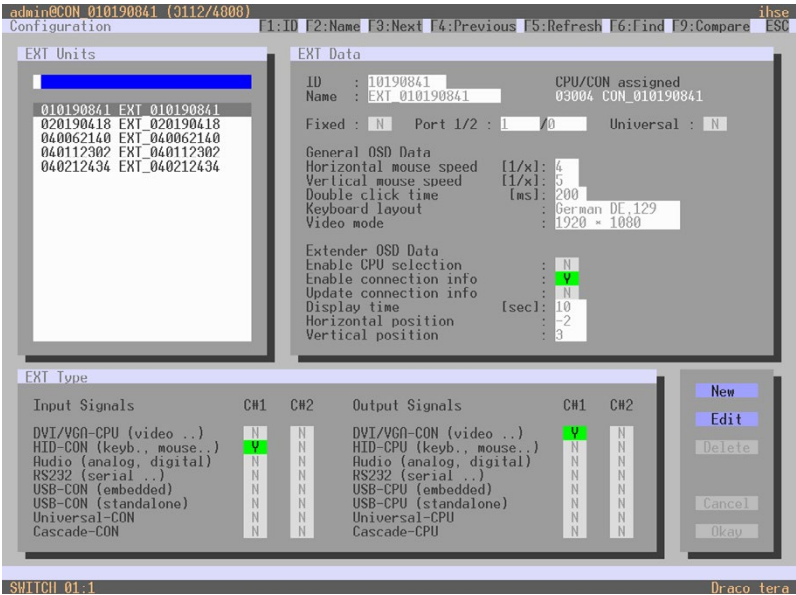 admin@CON_010190841 (3112/4808) ihse
Configuration F1:ID F2:Name F3:Next F4:Previous F5:Refresh F6:Find F9:Compare ESC
EXT Units
010190841 EXT_010190841
020190418 EXT_020190418
040062140 EXT_040062140
040112302 EXT_040112302
040212434 EXT_040212434
EXT Data
ID : 10190841 CPU/CON assigned
Name : EXT_010190841 03004 CON_010190841
Fixed : N Port 1/2 : 1 /0 Universal : N
General OSD Data
Horizontal mouse speed [1/x]: 4
Vertical mouse speed [1/x]: 5
Double click time [ms]: 200
Keyboard layout : German DE,129
Video mode : 1920 * 1080
Extender OSD Data
Enable CPU selection : N
Enable connection info : Y
Update connection info : N
Display time [sec]: 10
Horizontal position : -2
Vertical position : 3
EXT Type
Input Signals C#1 C#2 Output Signals C#1 C#2
DVI/VGA-CPU (video ..) N N DVI/VGA-CON (video ..) Y N
HID-CON (keyb., mouse..) Y N HID-CPU (keyb., mouse..) N N
Audio (analog, digital) N N Audio (analog, digital) N N
RS232 (serial ..) N N RS232 (serial ..) N N
USB-CON (embedded) N N USB-CPU (embedded) N N
USB-CON (standalone) N N USB-CPU (standalone) N N
Universal-CON N N Universal-CPU N N
Cascade-CON N N Cascade-CPU N N
New
Edit
Delete
Cancel
Okay
SWITCH 01:1 Draco tera